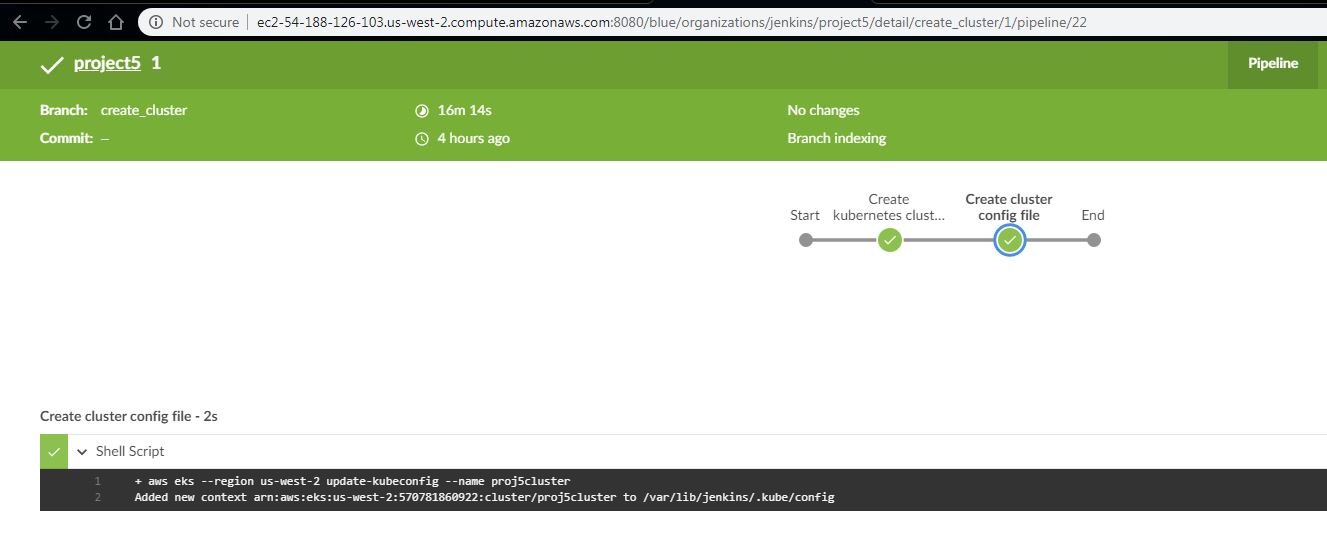 Not secure | ec2-54-188-126-103.us-west-2.compute.amazonaws.com:8080/blue/organizations/jenkins/project5/detail/create_cluster/1/pipeline/22
project5 1 Pipeline
Branch: create_cluster 16m 14s No changes
Commit: – 4 hours ago Branch indexing
Create Create cluster
Start kubernetes clust... config file End
Create cluster config file - 2s
Shell Script
1 + aws eks --region us-west-2 update-kubeconfig --name proj5cluster
2 Added new context arn:aws:eks:us-west-2:570781860922:cluster/proj5cluster to /var/lib/jenkins/.kube/config